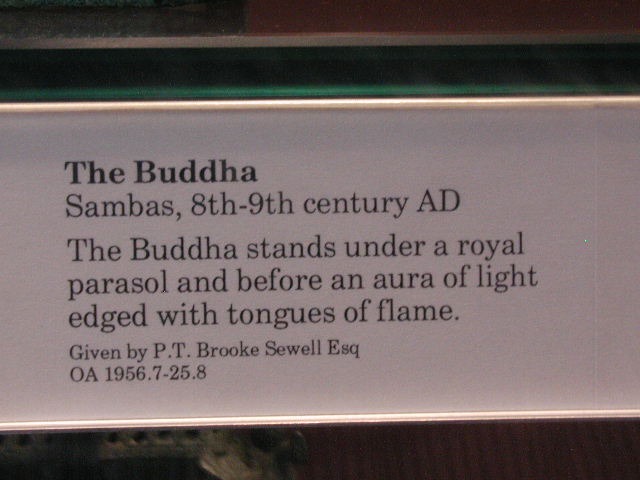 The Buddha
Sambas, 8th-9th century AD
The Buddha stands under a royal
parasol and before an aura of light
edged with tongues of flame.
Given by P.T. Brooke Sewell Esq
OA 1956.7-25.8